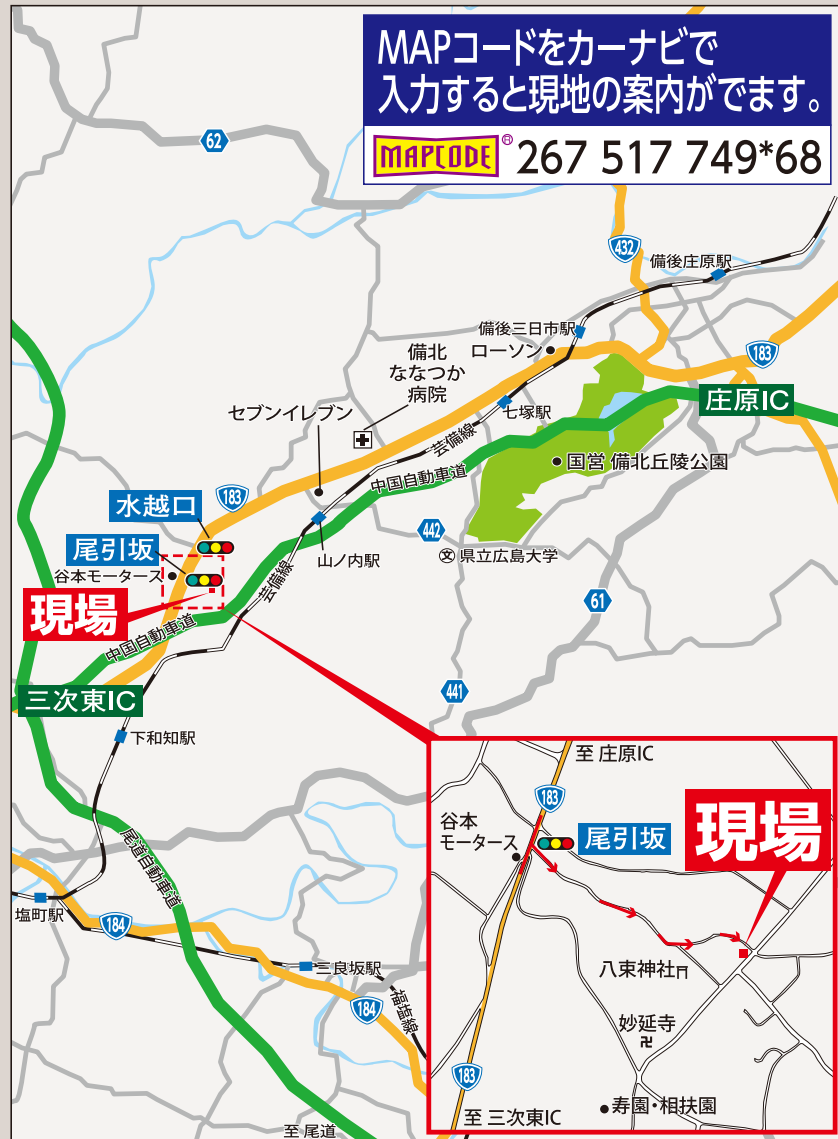 MAPコードをカーナビで
入力すると現地の案内がでます。
MAPCODE® 267 517 749*68
62
432
備後庄原駅
備後三日市駅
ローソン
183
備北
ななつか
病院
庄原IC
七塚駅
セブンイレブン
芸備線
中国自動車道
国営 備北丘陵公園
183
水越口
442
山ノ内駅
文 県立広島大学
尾引坂
谷本モータース
芸備線
61
現場
中国自動車道
三次東IC
441
下和知駅
尾道自動車道
塩町駅
184
三良坂駅
184
福塩線
至 尾道
至 庄原IC
183
谷本
モータース
尾引坂
現場
八束神社
妙延寺
卍
183
寿園・相扶園
至 三次東IC